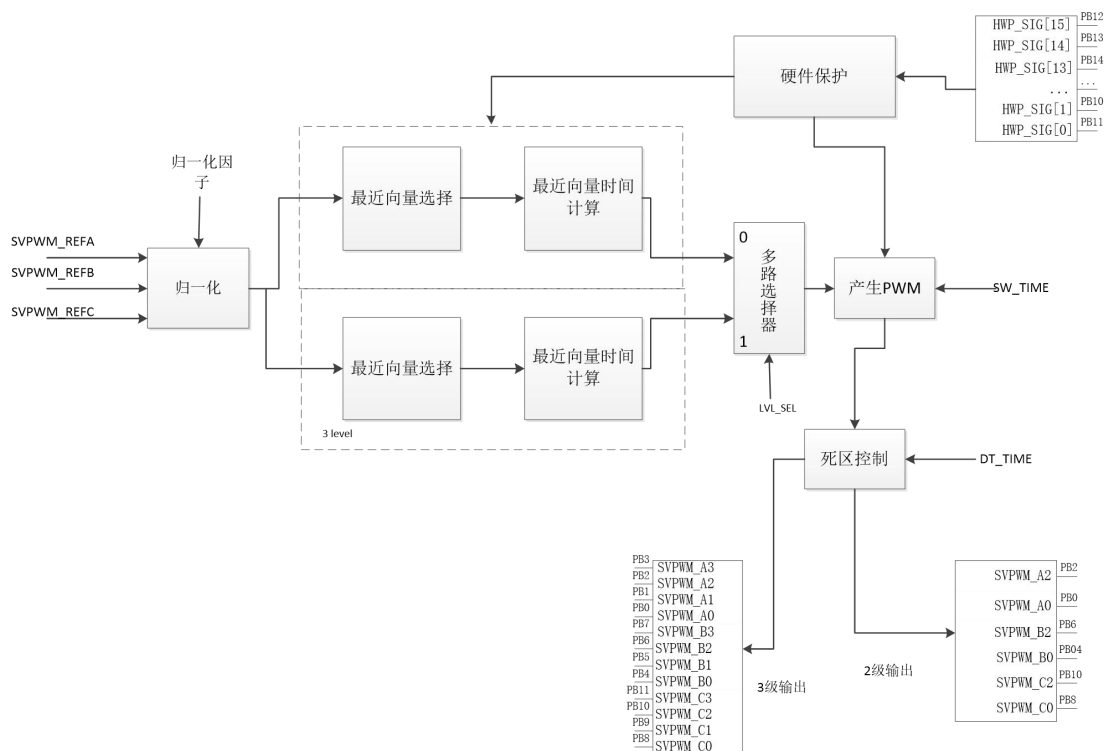 HWP_SIG[15] PB12
HWP_SIG[14] PB13
HWP_SIG[13] PB14
... ...
HWP_SIG[1] PB10
HWP_SIG[0] PB11
硬件保护
归一化因
子
SVPWM_REFA
SVPWM_REFB
SVPWM_REFC
归一化
最近向量选择
最近向量时间
计算
最近向量选择
最近向量时间
计算
3 level
0
多路选择器
1
LVL_SEL
产生PWM
SW_TIME
死区控制
DT_TIME
PB3 SVPWM_A3
PB2 SVPWM_A2
PB1 SVPWM_A1
PB0 SVPWM_A0
PB7 SVPWM_B3
PB6 SVPWM_B2
PB5 SVPWM_B1
PB4 SVPWM_B0
PB11 SVPWM_C3
PB10 SVPWM_C2
PB9 SVPWM_C1
PB8 SVPWM_C0
3级输出
2级输出
SVPWM_A2 PB2
SVPWM_A0 PB0
SVPWM_B2 PB6
SVPWM_B0 PB04
SVPWM_C2 PB10
SVPWM_C0 PB8